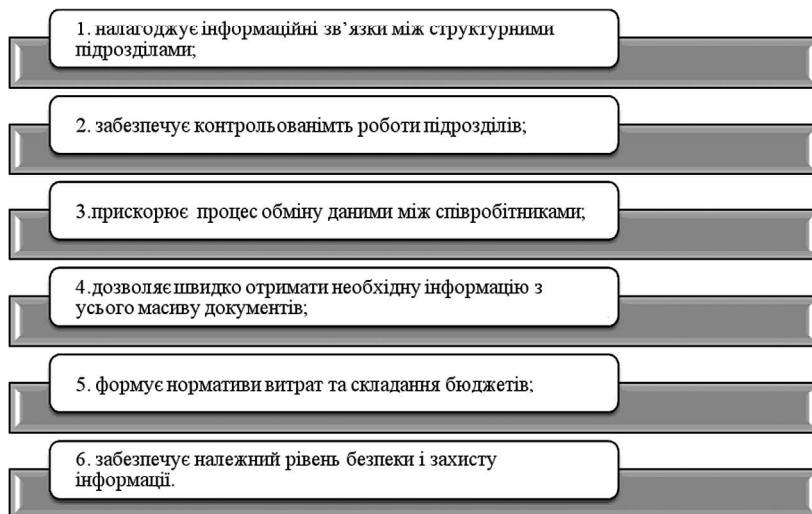 1. налагоджує інформаційні зв’язки між структурними
підрозділами;
2. забезпечує контрольованімть роботи підрозділів;
3.прискорює процес обміну даними між співробітниками;
4.дозволяє швидко отримати необхідну інформацію з
усього масиву документів;
5. формує нормативи витрат та складання бюджетів;
6. забезпечує належний рівень безпеки і захисту
інформації.